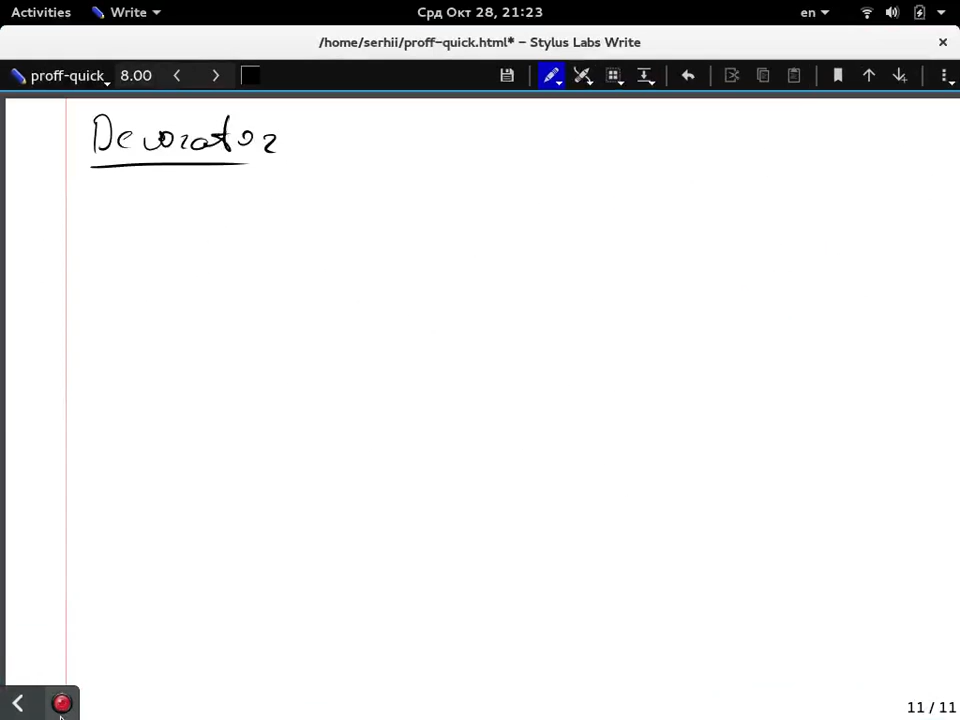 Activities Write Срд Окт 28, 21:23 en
/home/serhii/proff-quick.html* – Stylus Labs Write
proff-quick 8.00
Decorator
11 / 11